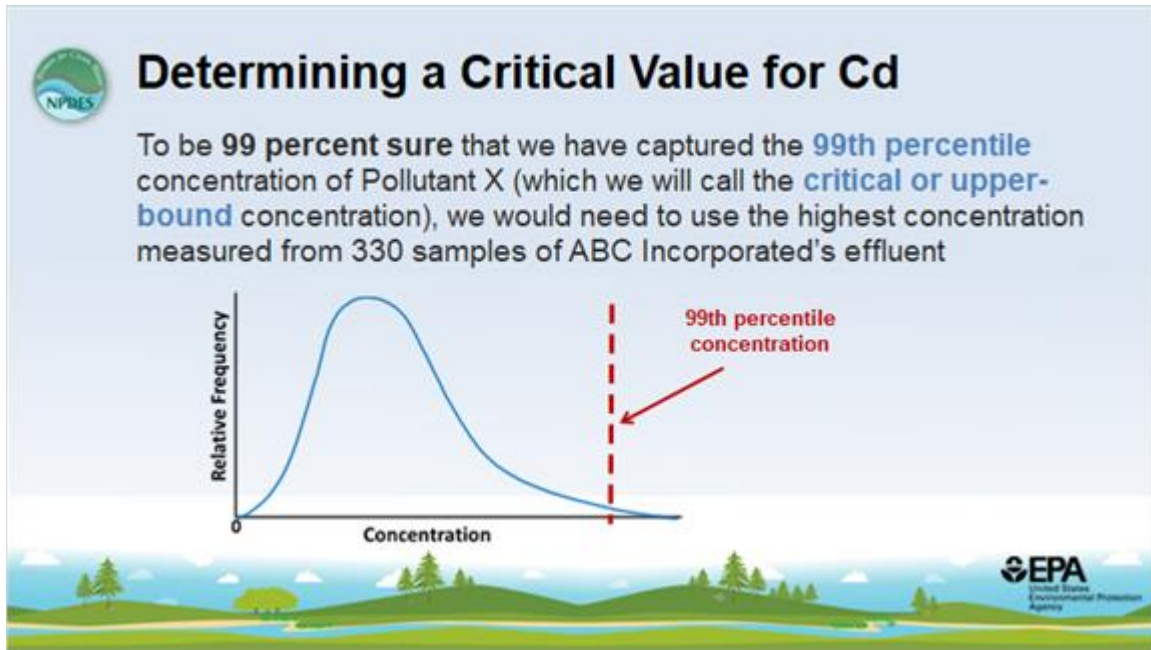 NPDES
Determining a Critical Value for Cd
To be 99 percent sure that we have captured the 99th percentile
concentration of Pollutant X (which we will call the critical or upper-
bound concentration), we would need to use the highest concentration
measured from 330 samples of ABC Incorporated's effluent
99th percentile
concentration
Relative Frequency
0
Concentration
EPA
United States
Environmental Protection
Agency